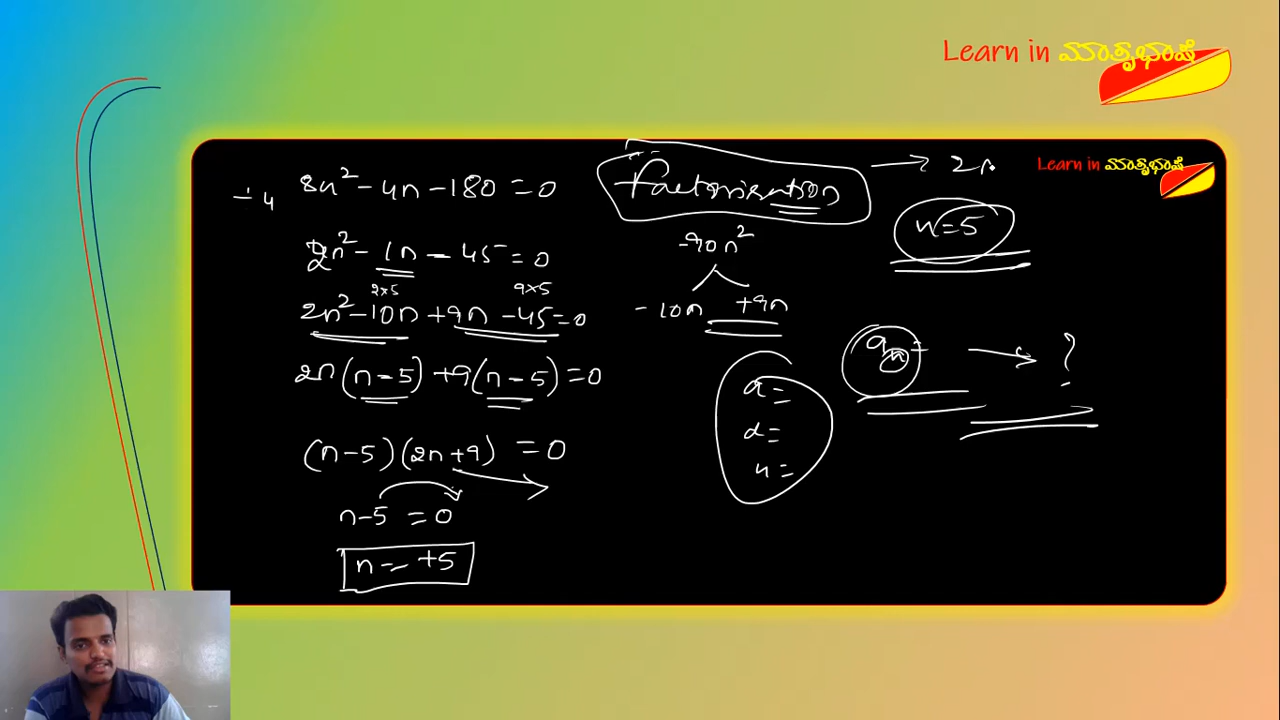 Learn in ಮಾತೃಭಾಷೆ
Learn in ಮಾತೃಭಾಷೆ
÷4 8n² - 4n - 180 = 0
2n² - 1n - 45 = 0
2×5 9×5
2n² - 10n + 9n - 45 = 0
2n (n - 5) + 9 (n - 5) = 0
(n - 5) (2n + 9) = 0
n - 5 = 0
n = +5
Factorisation → 2n
-90n²
-10n +9n
n = 5
a =
d =
n =
aₙ = → ?